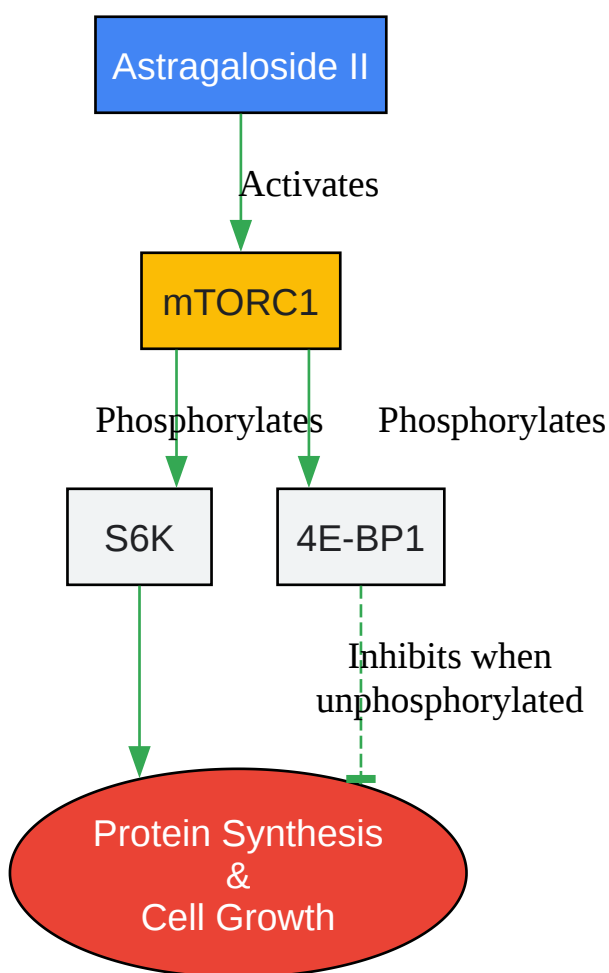 Astragaloside II
Activates
mTORC1
Phosphorylates
Phosphorylates
S6K
4E-BP1
Inhibits when
unphosphorylated
Protein Synthesis
&
Cell Growth